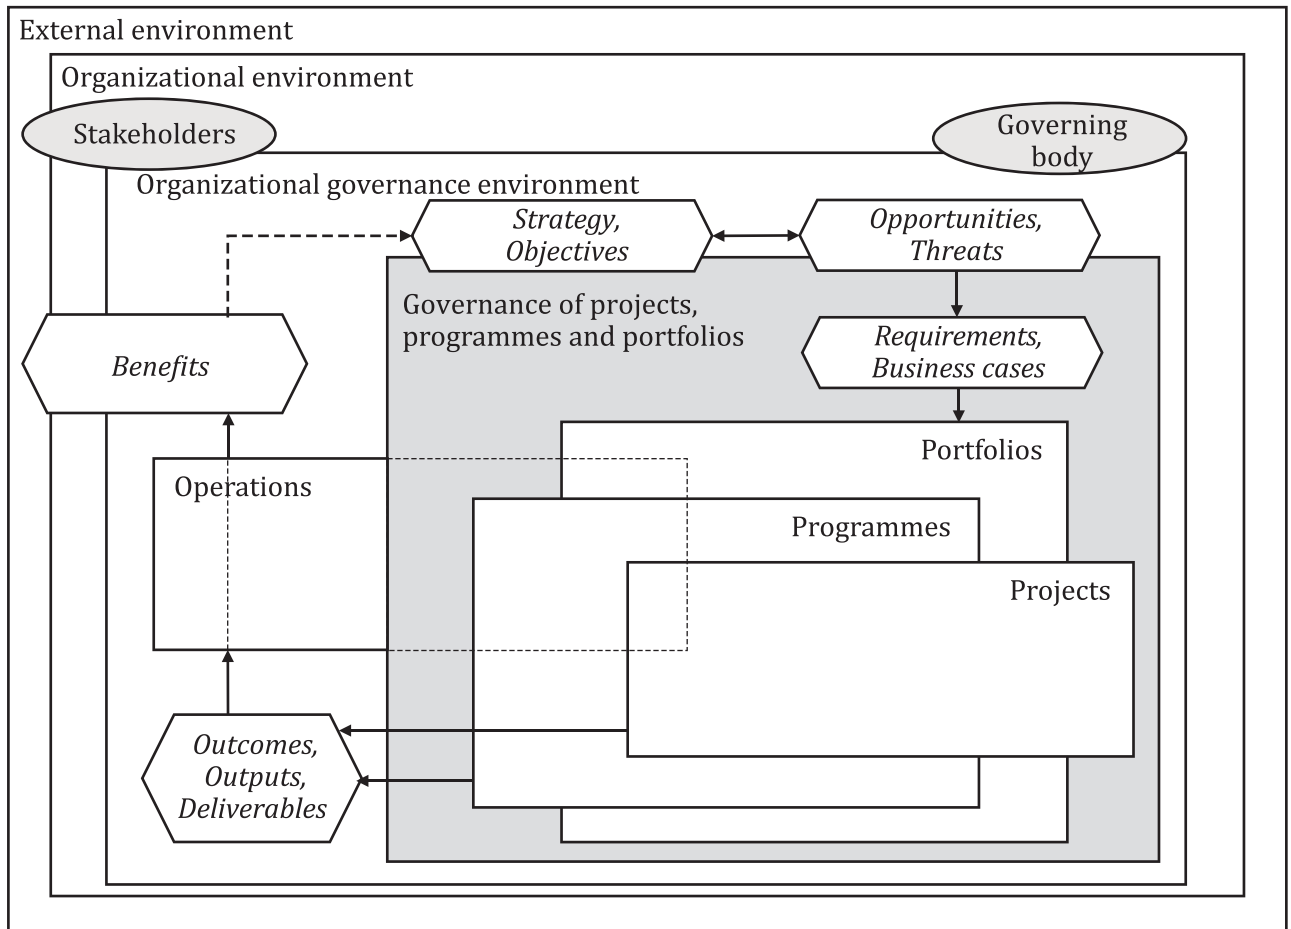 External environment
Organizational environment
Stakeholders
Governing
body
Organizational governance environment
Strategy,
Objectives
Opportunities,
Threats
Governance of projects,
programmes and portfolios
Requirements,
Business cases
Benefits
Portfolios
Operations
Programmes
Projects
Outcomes,
Outputs,
Deliverables